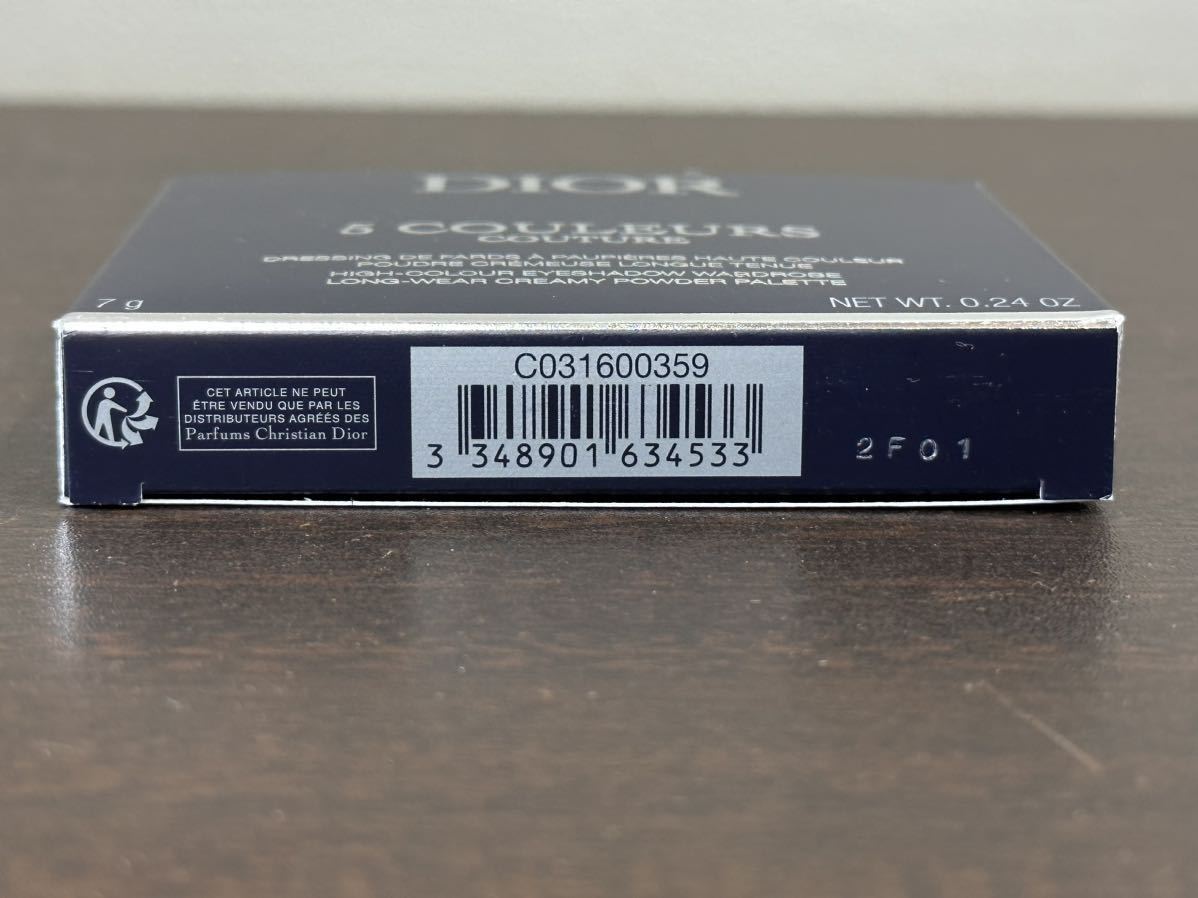 DIOR
5 COULEURS
COUTURE
DRESSING DE FARDS À PAUPIÈRES HAUTE COULEUR
POUDRE CRÉMEUSE LONGUE TENUE
HIGH-COLOUR EYESHADOW WARDROBE
LONG-WEAR CREAMY POWDER PALETTE
7 g
NET WT. 0.24 OZ
CET ARTICLE NE PEUT
ÊTRE VENDU QUE PAR LES
DISTRIBUTEURS AGRÉÉS DES
Parfums Christian Dior
C031600359
3 348901 634533
2F01